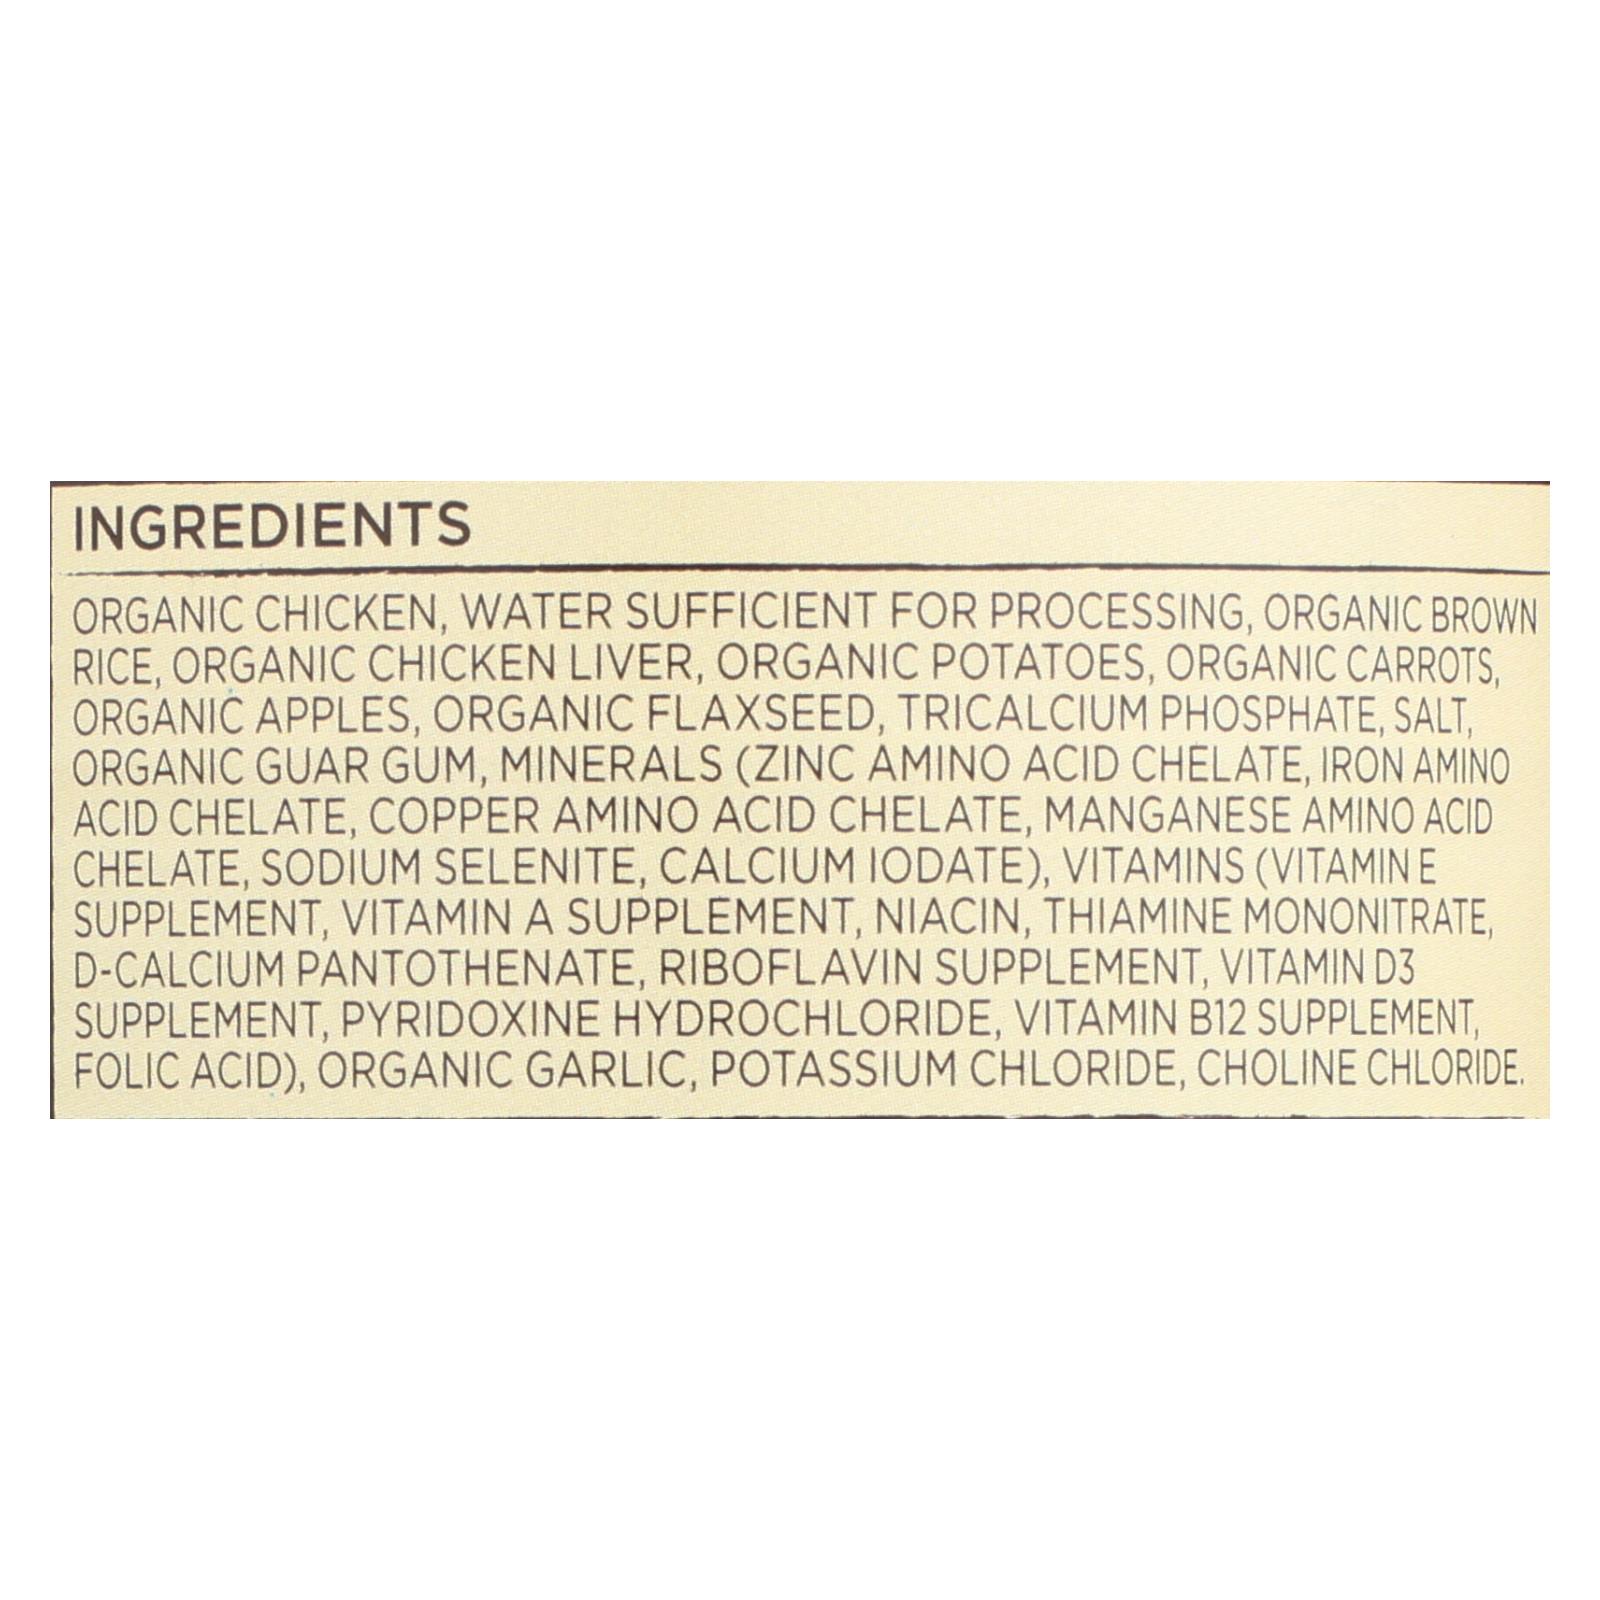 INGREDIENTS
ORGANIC CHICKEN, WATER SUFFICIENT FOR PROCESSING, ORGANIC BROWN
RICE, ORGANIC CHICKEN LIVER, ORGANIC POTATOES, ORGANIC CARROTS,
ORGANIC APPLES, ORGANIC FLAXSEED, TRICALCIUM PHOSPHATE, SALT,
ORGANIC GUAR GUM, MINERALS (ZINC AMINO ACID CHELATE, IRON AMINO
ACID CHELATE, COPPER AMINO ACID CHELATE, MANGANESE AMINO ACID
CHELATE, SODIUM SELENITE, CALCIUM IODATE), VITAMINS (VITAMIN E
SUPPLEMENT, VITAMIN A SUPPLEMENT, NIACIN, THIAMINE MONONITRATE,
D-CALCIUM PANTOTHENATE, RIBOFLAVIN SUPPLEMENT, VITAMIN D3
SUPPLEMENT, PYRIDOXINE HYDROCHLORIDE, VITAMIN B12 SUPPLEMENT,
FOLIC ACID), ORGANIC GARLIC, POTASSIUM CHLORIDE, CHOLINE CHLORIDE.